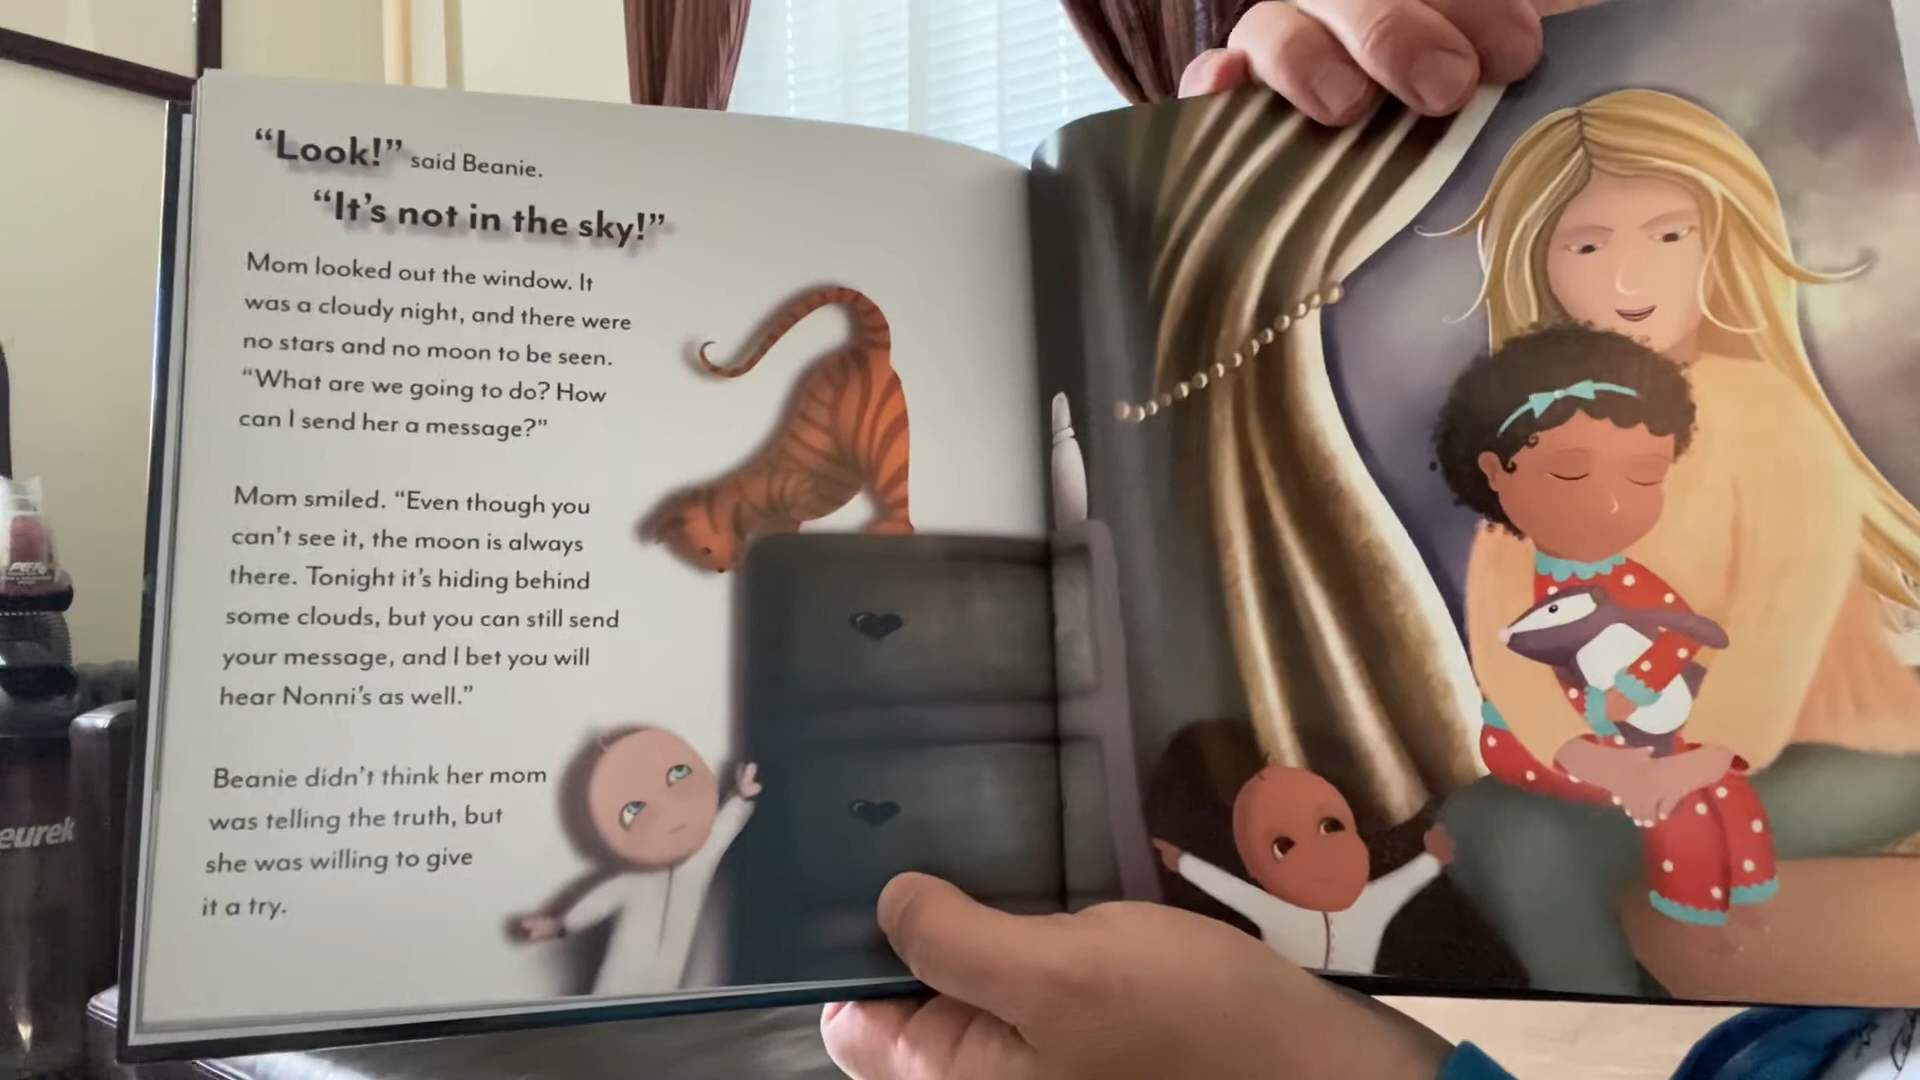 “Look!” said Beanie.
“It’s not in the sky!”
Mom looked out the window. It
was a cloudy night, and there were
no stars and no moon to be seen.
“What are we going to do? How
can I send her a message?”
Mom smiled. “Even though you
can’t see it, the moon is always
there. Tonight it’s hiding behind
some clouds, but you can still send
your message, and I bet you will
hear Nonni’s as well.”
Beanie didn’t think her mom
was telling the truth, but
she was willing to give
it a try.
eurek